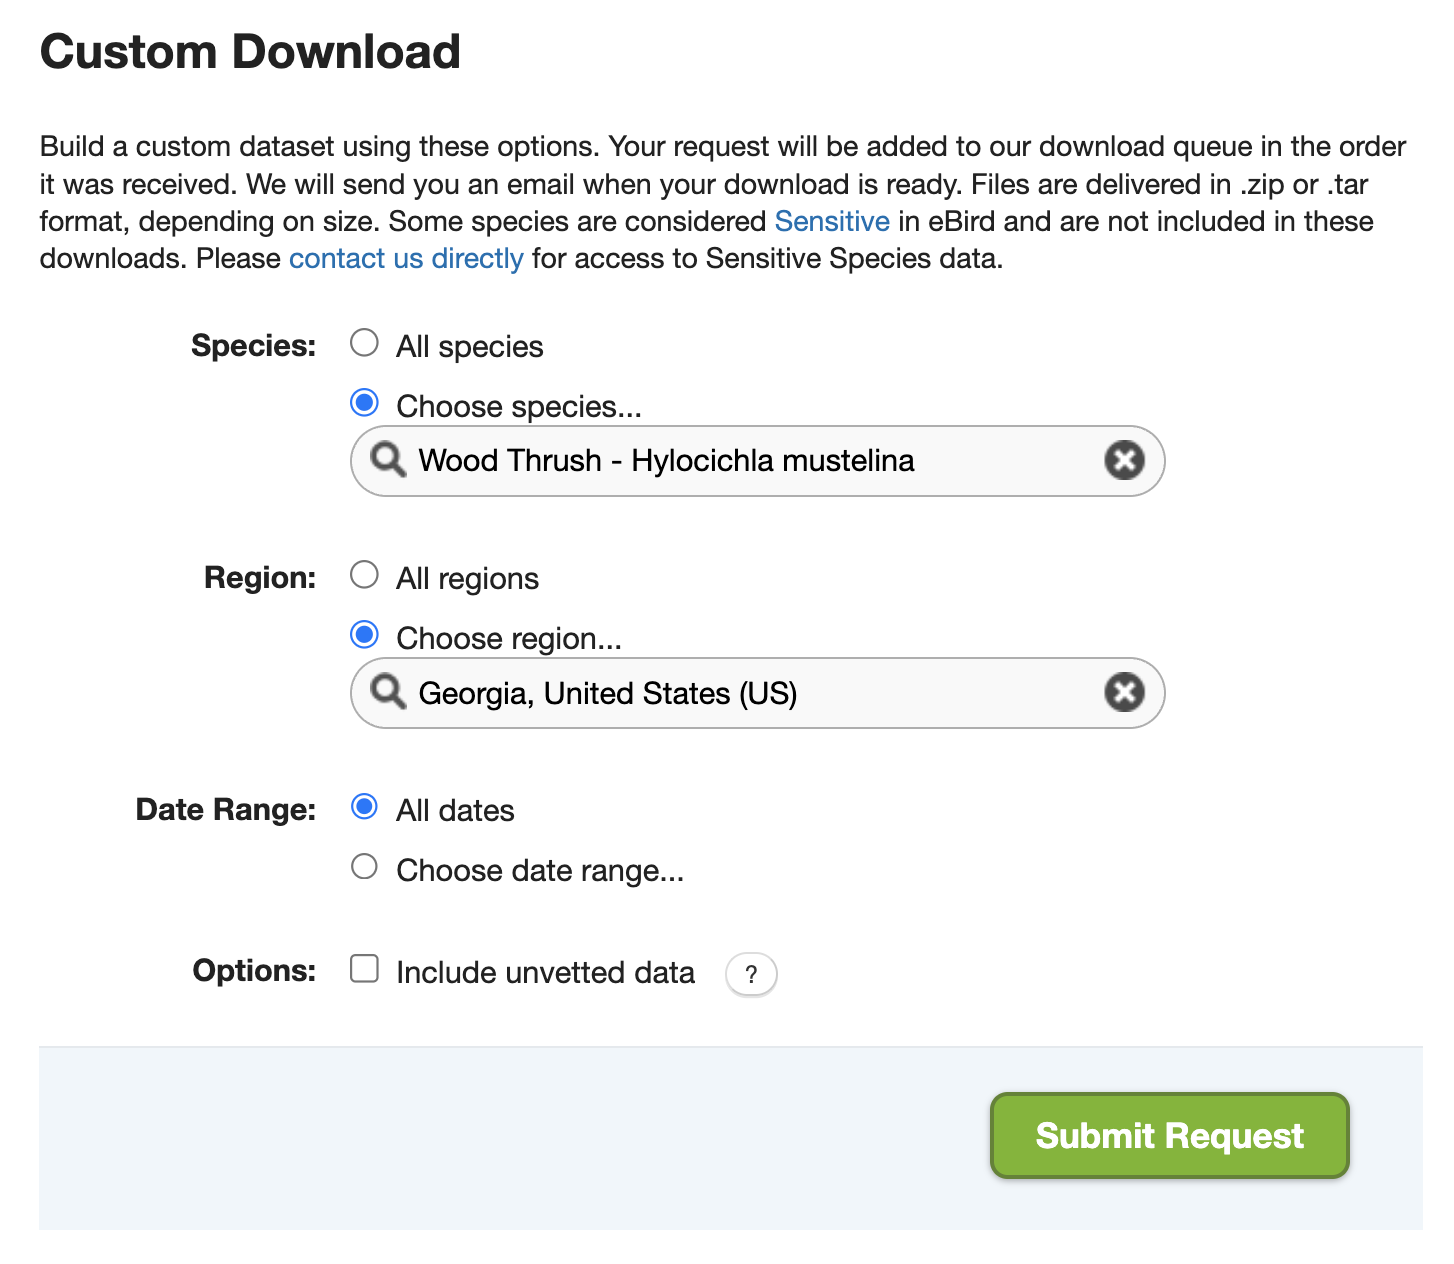 Custom Download
Build a custom dataset using these options. Your request will be added to our download queue in the order
it was received. We will send you an email when your download is ready. Files are delivered in .zip or .tar
format, depending on size. Some species are considered Sensitive in eBird and are not included in these
downloads. Please contact us directly for access to Sensitive Species data.
Species: All species
Choose species...
Wood Thrush - Hylocichla mustelina
Region: All regions
Choose region...
Georgia, United States (US)
Date Range: All dates
Choose date range...
Options: Include unvetted data ?
Submit Request